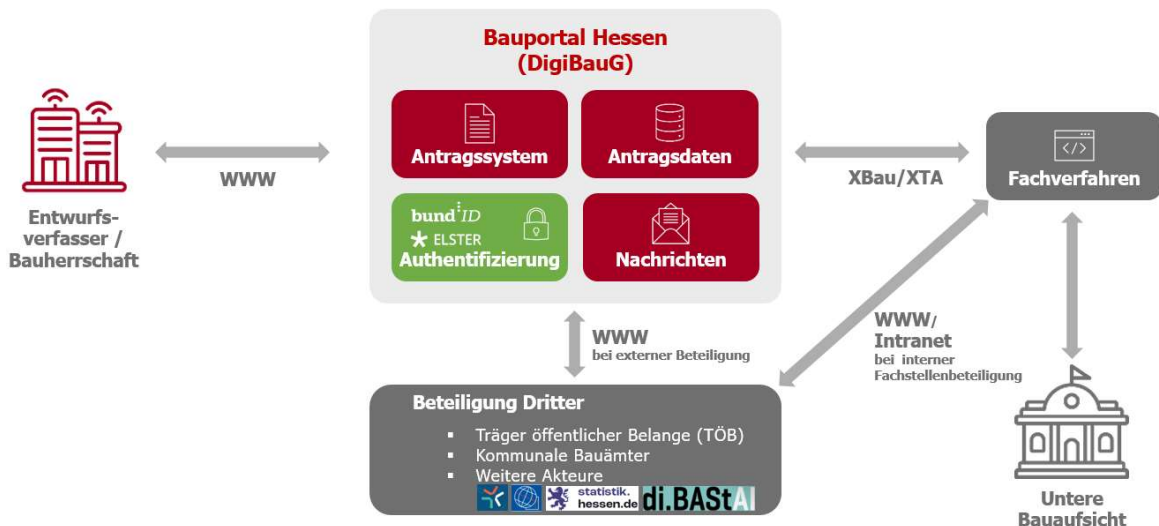 Bauportal Hessen
(DigiBauG)
Antragssystem
Antragsdaten
bund ID
ELSTER
Authentifizierung
Nachrichten
WWW
Entwurfs-
verfasser /
Bauherrschaft
XBau/XTA
</>
Fachverfahren
WWW
bei externer Beteiligung
WWW/
Intranet
bei interner
Fachstellenbeteiligung
Beteiligung Dritter
▪ Träger öffentlicher Belange (TÖB)
▪ Kommunale Bauämter
▪ Weitere Akteure
statistik.
hessen.de
di.BAStAI
Untere
Bauaufsicht